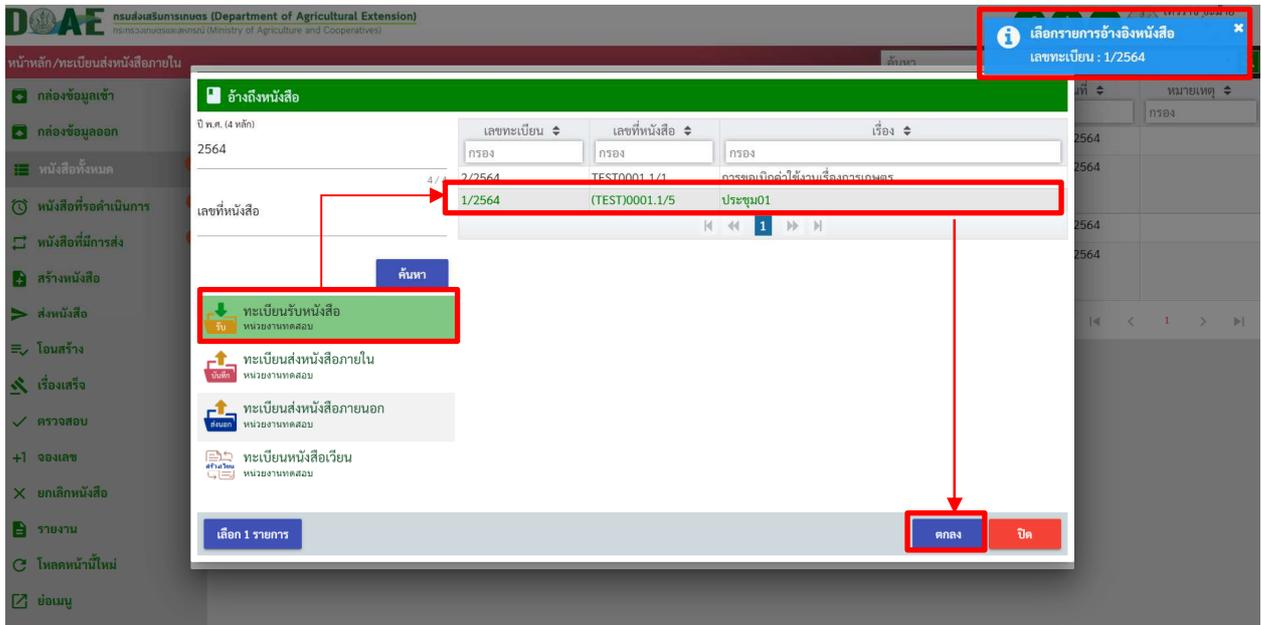 DOAE
กรมส่งเสริมการเกษตร (Department of Agricultural Extension)
(Ministry of Agriculture and Cooperatives)
เลือกรายการอ้างอิงหนังสือ
เลขทะเบียน : 1/2564
หน้าหลัก/ทะเบียนส่งหนังสือภายใน
ค้นหา
กล่องข้อมูลเข้า
กล่องข้อมูลออก
หนังสือทั้งหมด
หนังสือที่รอดำเนินการ
หนังสือที่มีการส่ง
สร้างหนังสือ
ส่งหนังสือ
โอนสร้าง
เรื่องเสร็จ
ตรวจสอบ
+1 จองเลข
ยกเลิกหนังสือ
รายงาน
โหลดหน้านี้ใหม่
ย่อเมนู
อ้างถึงหนังสือ
ปี พ.ศ. (4 หลัก)
2564
4 / 4
เลขที่หนังสือ
ค้นหา
รับ
ทะเบียนรับหนังสือ
หน่วยงานทดสอบ
บันทึก
ทะเบียนส่งหนังสือภายใน
หน่วยงานทดสอบ
ส่งนอก
ทะเบียนส่งหนังสือภายนอก
หน่วยงานทดสอบ
สร้างเวียน
ทะเบียนหนังสือเวียน
หน่วยงานทดสอบ
เลขทะเบียน เลขที่หนังสือ เรื่อง
กรอง กรอง กรอง
2/2564 TEST0001.1/1 การขอเบิกค่าใช้งานเรื่องการเกษตร
1/2564 (TEST)0001.1/5 ประชุม01
1
เลือก 1 รายการ
ตกลง
ปิด
ที่ หมายเหตุ
กรอง
2564
2564
2564
2564
1